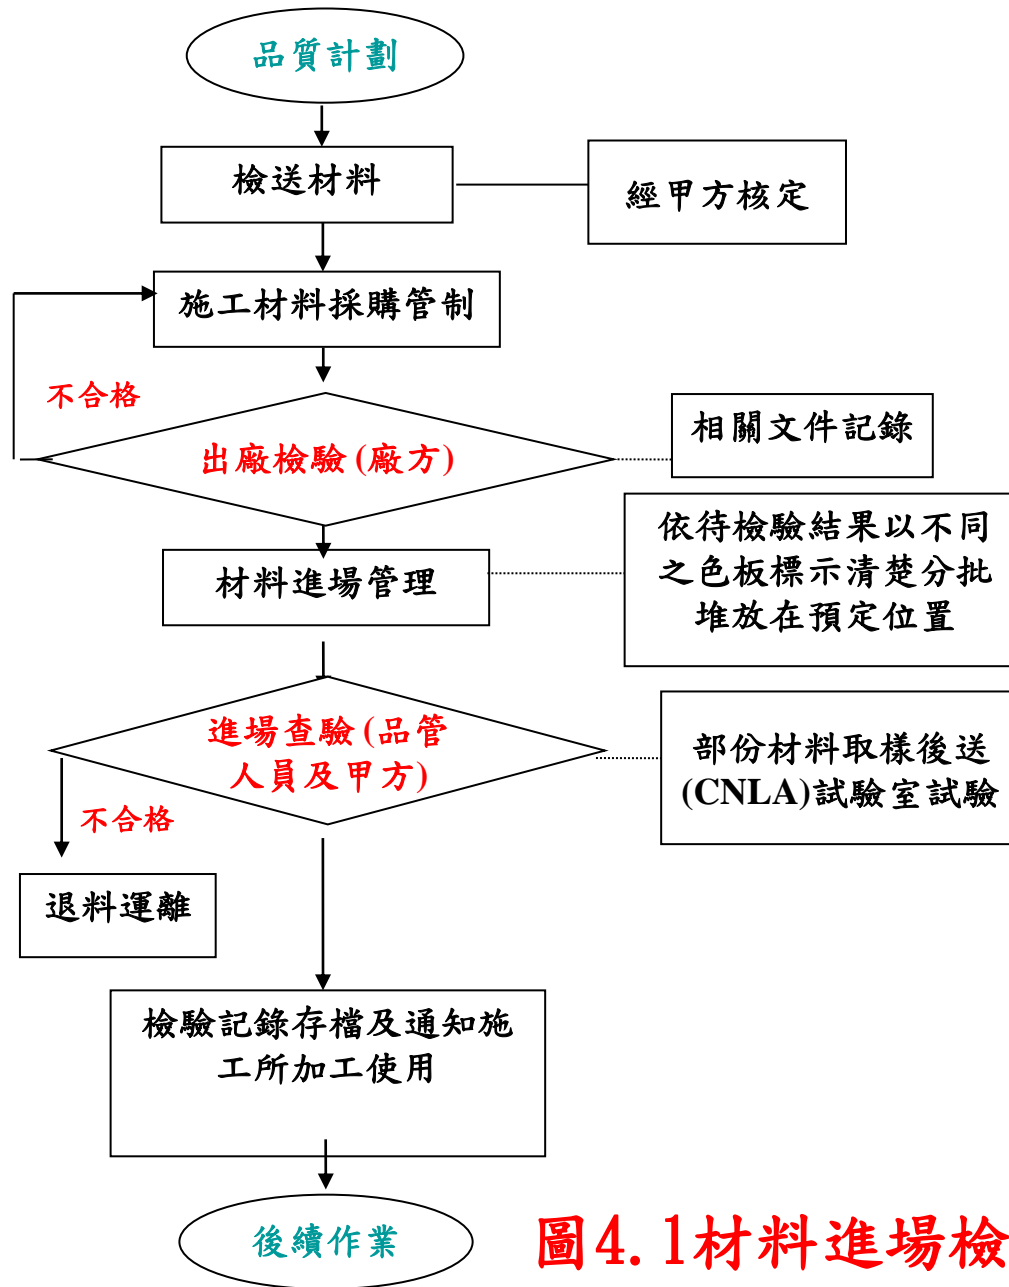 品質計劃
檢送材料
經甲方核定
施工材料採購管制
不合格
出廠檢驗(廠方)
相關文件記錄
材料進場管理
依待檢驗結果以不同
之色板標示清楚分批
堆放在預定位置
進場查驗(品管
人員及甲方)
部份材料取樣後送
(CNLA)試驗室試驗
不合格
退料運離
檢驗記錄存檔及通知施
工所加工使用
後續作業
圖4.1材料進場檢